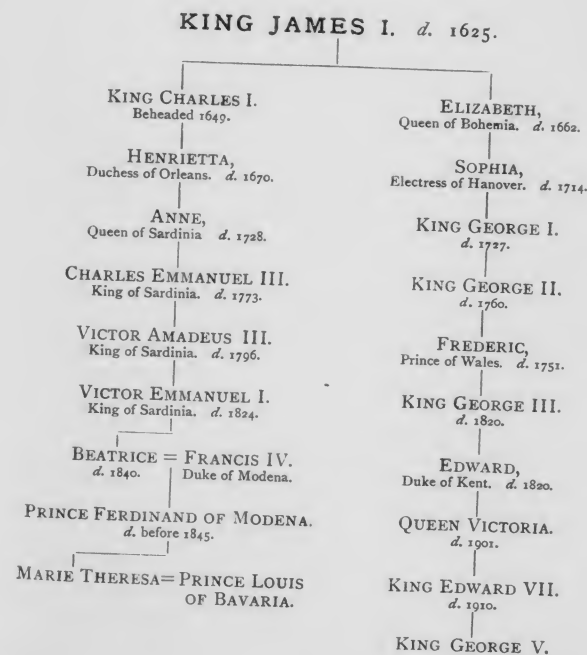 KING JAMES I. d. 1625.
KING CHARLES I.
Beheaded 1649.
HENRIETTA,
Duchess of Orleans. d. 1670.
ANNE,
Queen of Sardinia d. 1728.
CHARLES EMMANUEL III.
King of Sardinia. d. 1773.
VICTOR AMADEUS III.
King of Sardinia. d. 1796.
VICTOR EMMANUEL I.
King of Sardinia. d. 1824.
BEATRICE = FRANCIS IV.
d. 1840. Duke of Modena.
PRINCE FERDINAND OF MODENA.
d. before 1845.
MARIE THERESA = PRINCE LOUIS
OF BAVARIA.
ELIZABETH,
Queen of Bohemia. d. 1662.
SOPHIA,
Electress of Hanover. d. 1714.
KING GEORGE I.
d. 1727.
KING GEORGE II.
d. 1760.
FREDERIC,
Prince of Wales. d. 1751.
KING GEORGE III.
d. 1820.
EDWARD,
Duke of Kent. d. 1820.
QUEEN VICTORIA.
d. 1901.
KING EDWARD VII.
d. 1910.
KING GEORGE V.